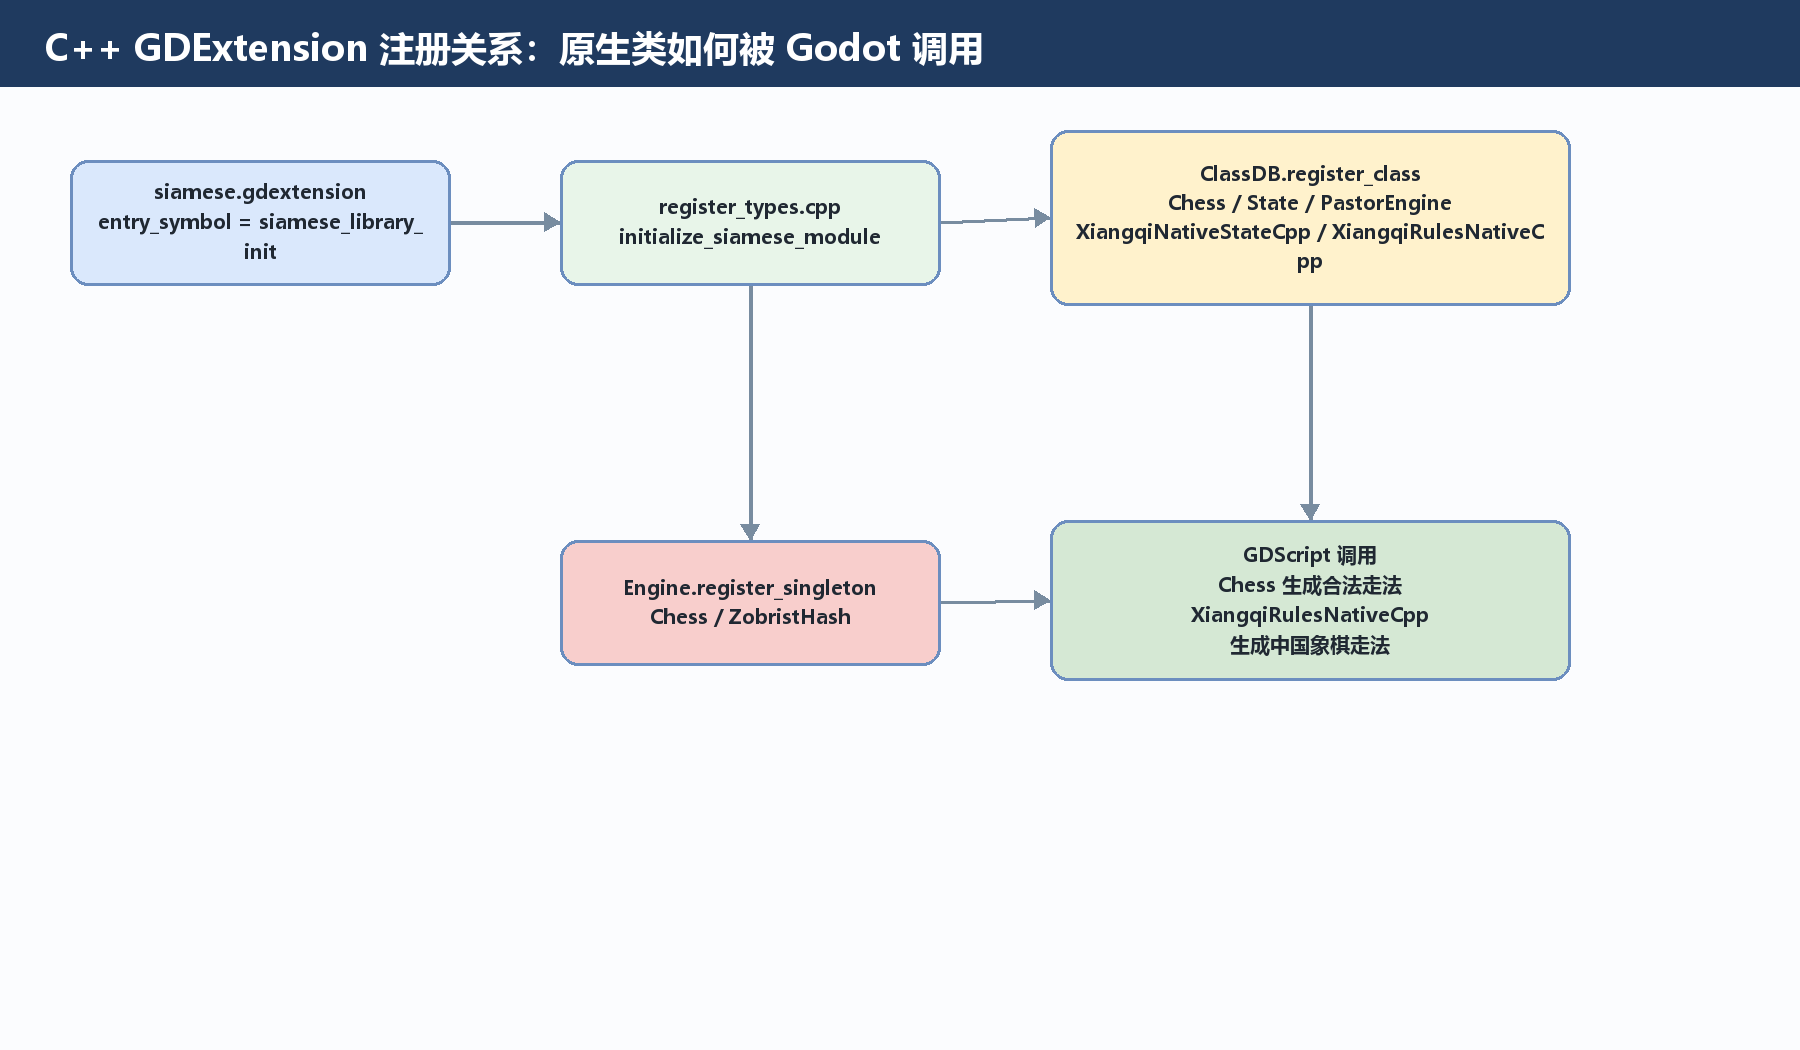 C++ GDExtension 注册关系：原生类如何被 Godot 调用
siamese.gdextension
entry_symbol = siamese_library_
init
register_types.cpp
initialize_siamese_module
ClassDB.register_class
Chess / State / PastorEngine
XiangqiNativeStateCpp / XiangqiRulesNativeC
pp
Engine.register_singleton
Chess / ZobristHash
GDScript 调用
Chess 生成合法走法
XiangqiRulesNativeCpp
生成中国象棋走法